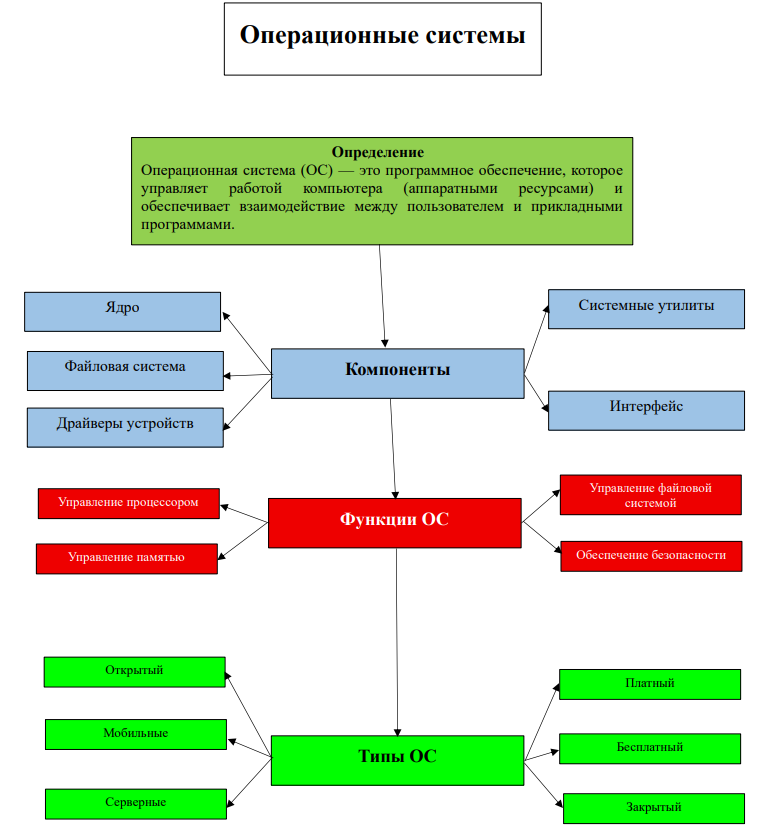 Операционные системы
Определение
Операционная система (ОС) — это программное обеспечение, которое
управляет работой компьютера (аппаратными ресурсами) и
обеспечивает взаимодействие между пользователем и прикладными
программами.
Ядро
Системные утилиты
Файловая система
Компоненты
Драйверы устройств
Интерфейс
Управление процессором
Управление файловой
системой
Функции ОС
Управление памятью
Обеспечение безопасности
Открытый
Платный
Мобильные
Бесплатный
Типы ОС
Серверные
Закрытый